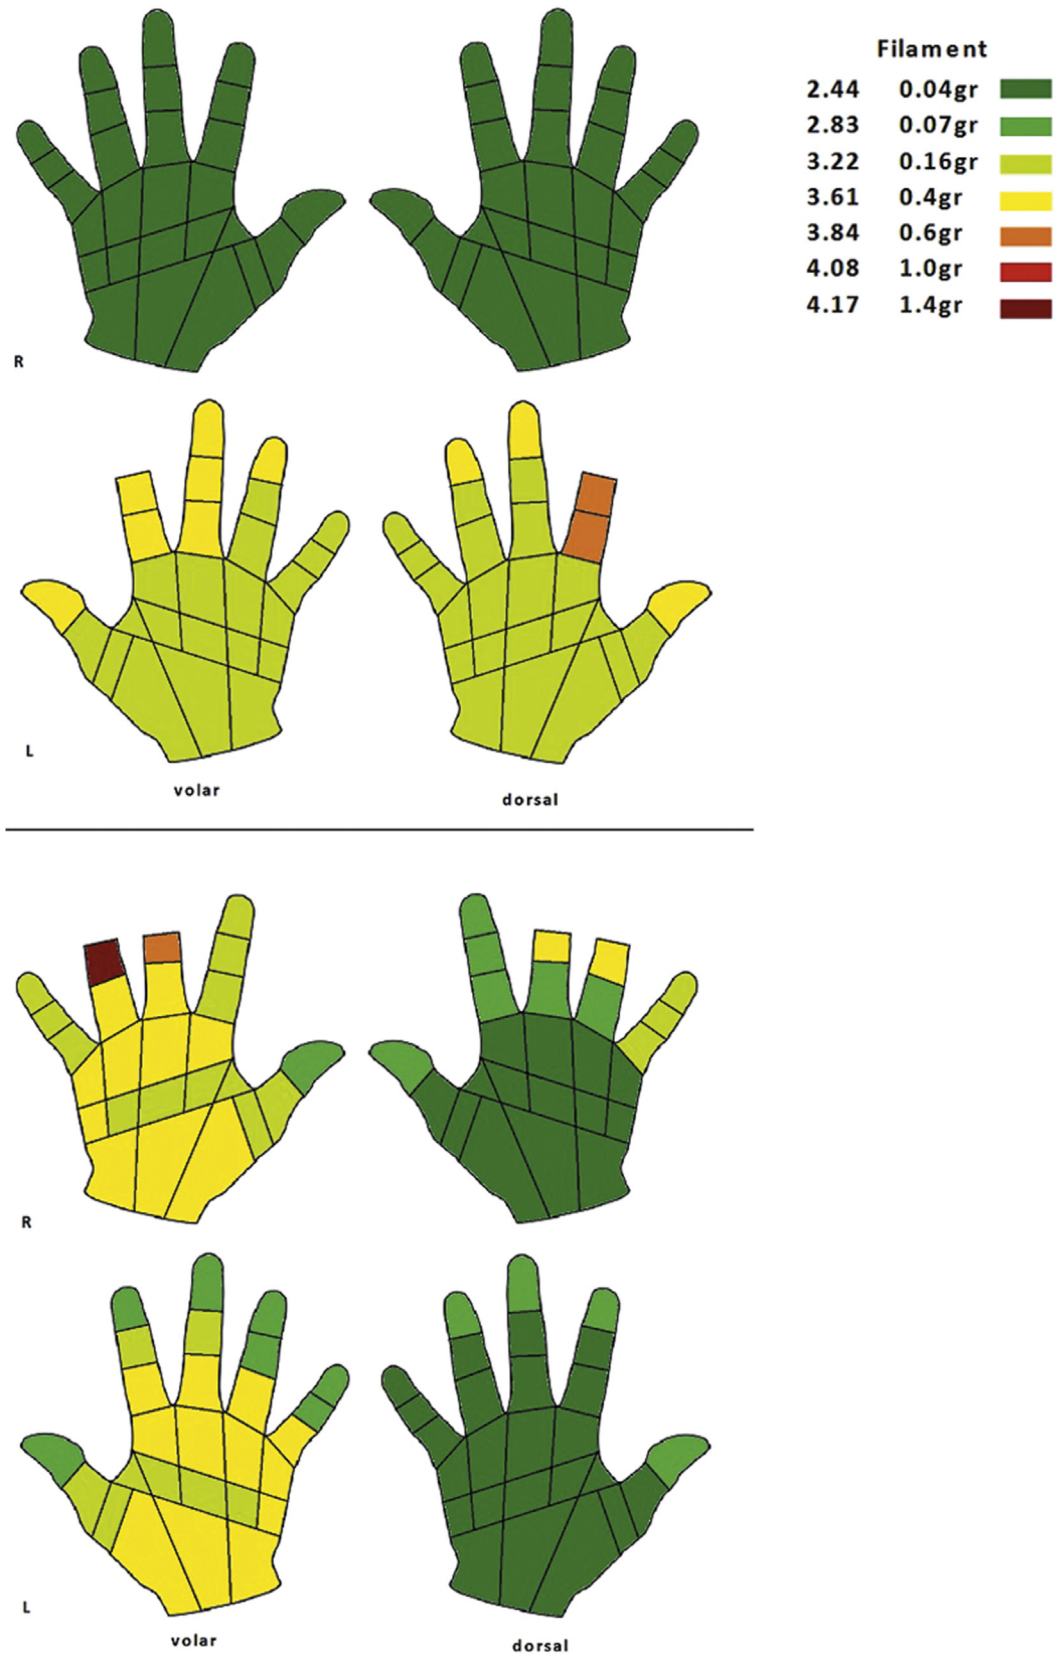 Filament
2.44 0.04gr
2.83 0.07gr
3.22 0.16gr
3.61 0.4gr
3.84 0.6gr
4.08 1.0gr
4.17 1.4gr
R
L
volar dorsal
R
L
volar dorsal